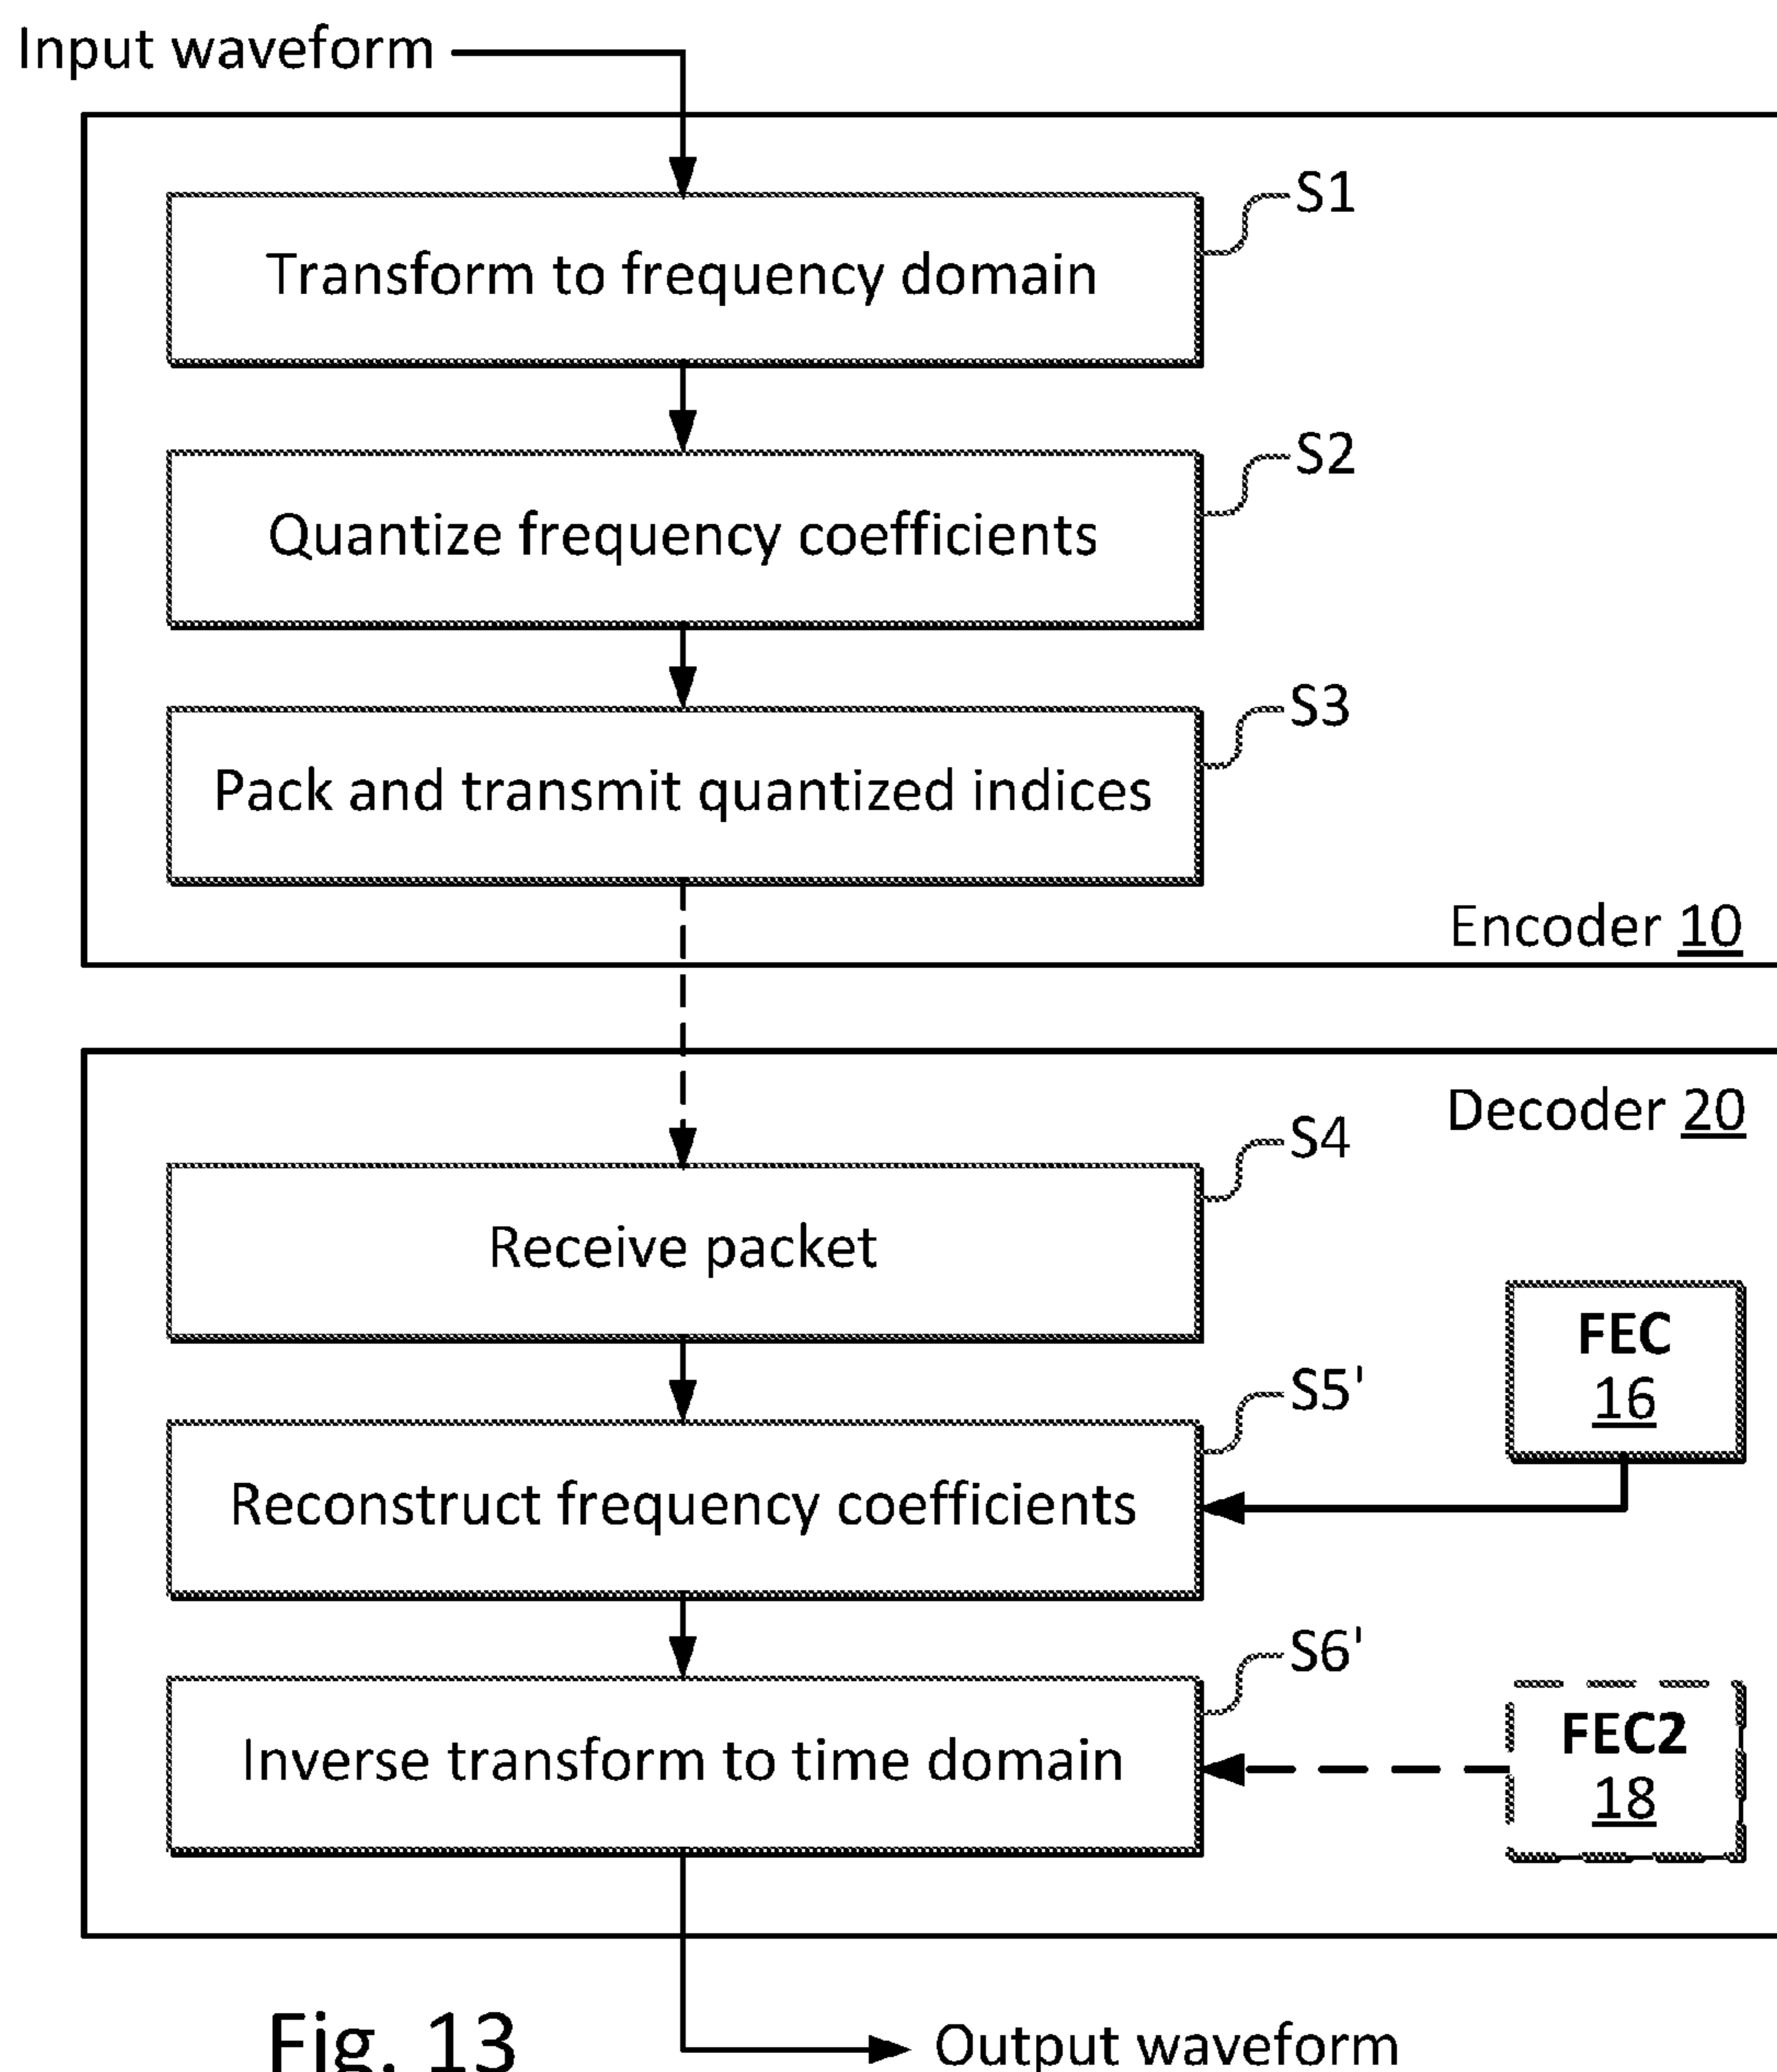 Input waveform
S1
Transform to frequency domain
S2
Quantize frequency coefficients
S3
Pack and transmit quantized indices
Encoder 10
Decoder 20
S4
Receive packet
FEC
16
S5'
Reconstruct frequency coefficients
S6'
Inverse transform to time domain
FEC2
18
Fig. 13
Output waveform